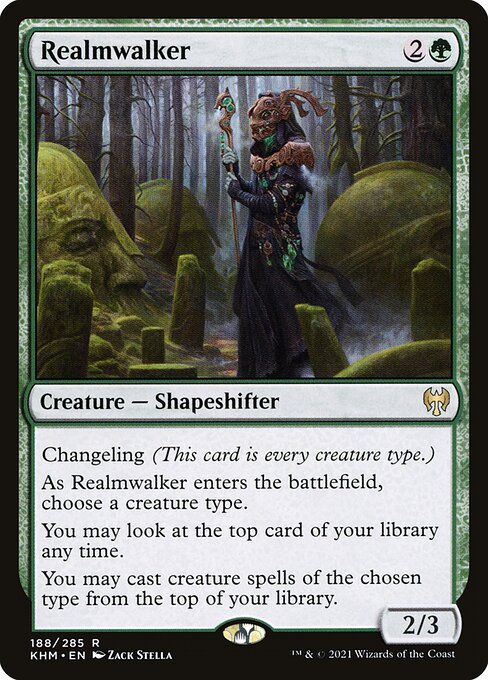 Realmwalker 2
Creature — Shapeshifter
Changeling (This card is every creature type.)
As Realmwalker enters the battlefield,
choose a creature type.
You may look at the top card of your library
any time.
You may cast creature spells of the chosen
type from the top of your library.
2/3
188/285 R
KHM • EN Zack Stella
™ & © 2021 Wizards of the Coast